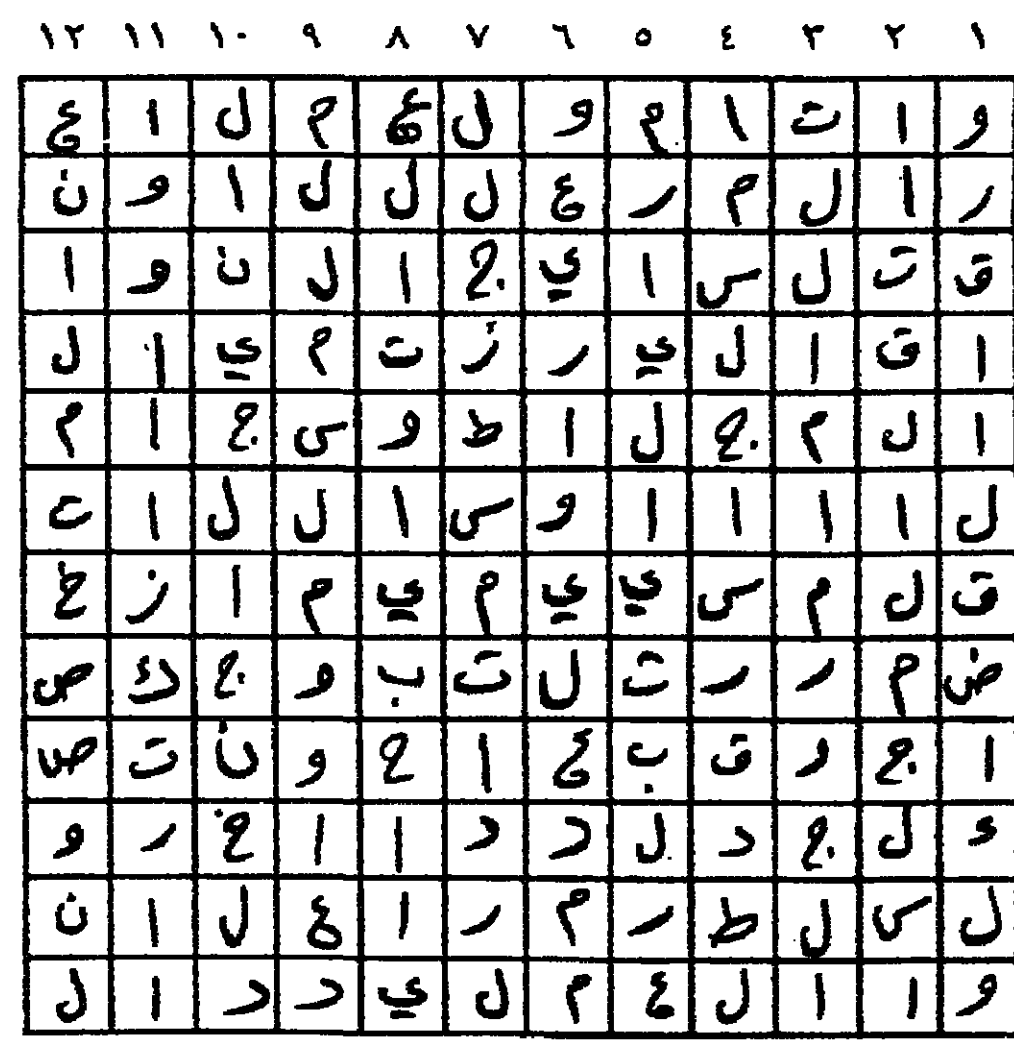 ١ ٢ ٣ ٤ ٥ ٦ ٧ ٨ ٩ ١٠ ١١ ١٢
و ا ت ا م و ل ع م ل ا ع
ر ا ل م ر ع ل ل ل ا و ن
ق ت ل س ا ي ج ا ل ن و ا
ا ق ا ل ي ر ز ت م ي ا ل
ا ل م ج ل ا ط و س ج ا م
ل ا ا ا ا و س ا ل ل ا ت
ق ل م س ي ي م ي م ا ز خ
ض م ر ر ت ل ت ب و ج ك ص
ا ج د ق ب ع ا ح و ن ت ص
ء ل ج د ل د د ا ا خ ر و
ل س ل ط ر م ر ا ع ل ا ن
و ا ا ل ع م ل ي د د ا ل